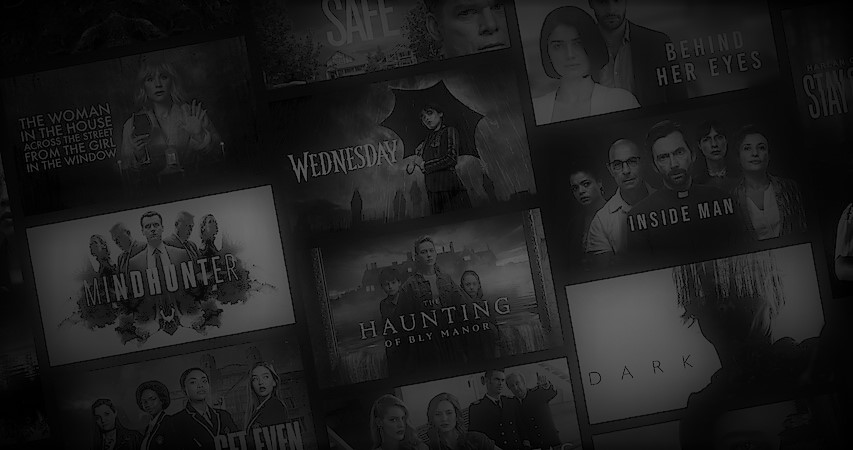 SAFE
BEHIND
HER EYES
THE WOMAN
IN THE HOUSE
ACROSS THE STREET
FROM THE GIRL
IN THE WINDOW
WEDNESDAY
INSIDE MAN
MINDHUNTER
THE
HAUNTING
OF BLY MANOR
DARK
GET EVEN
STAY